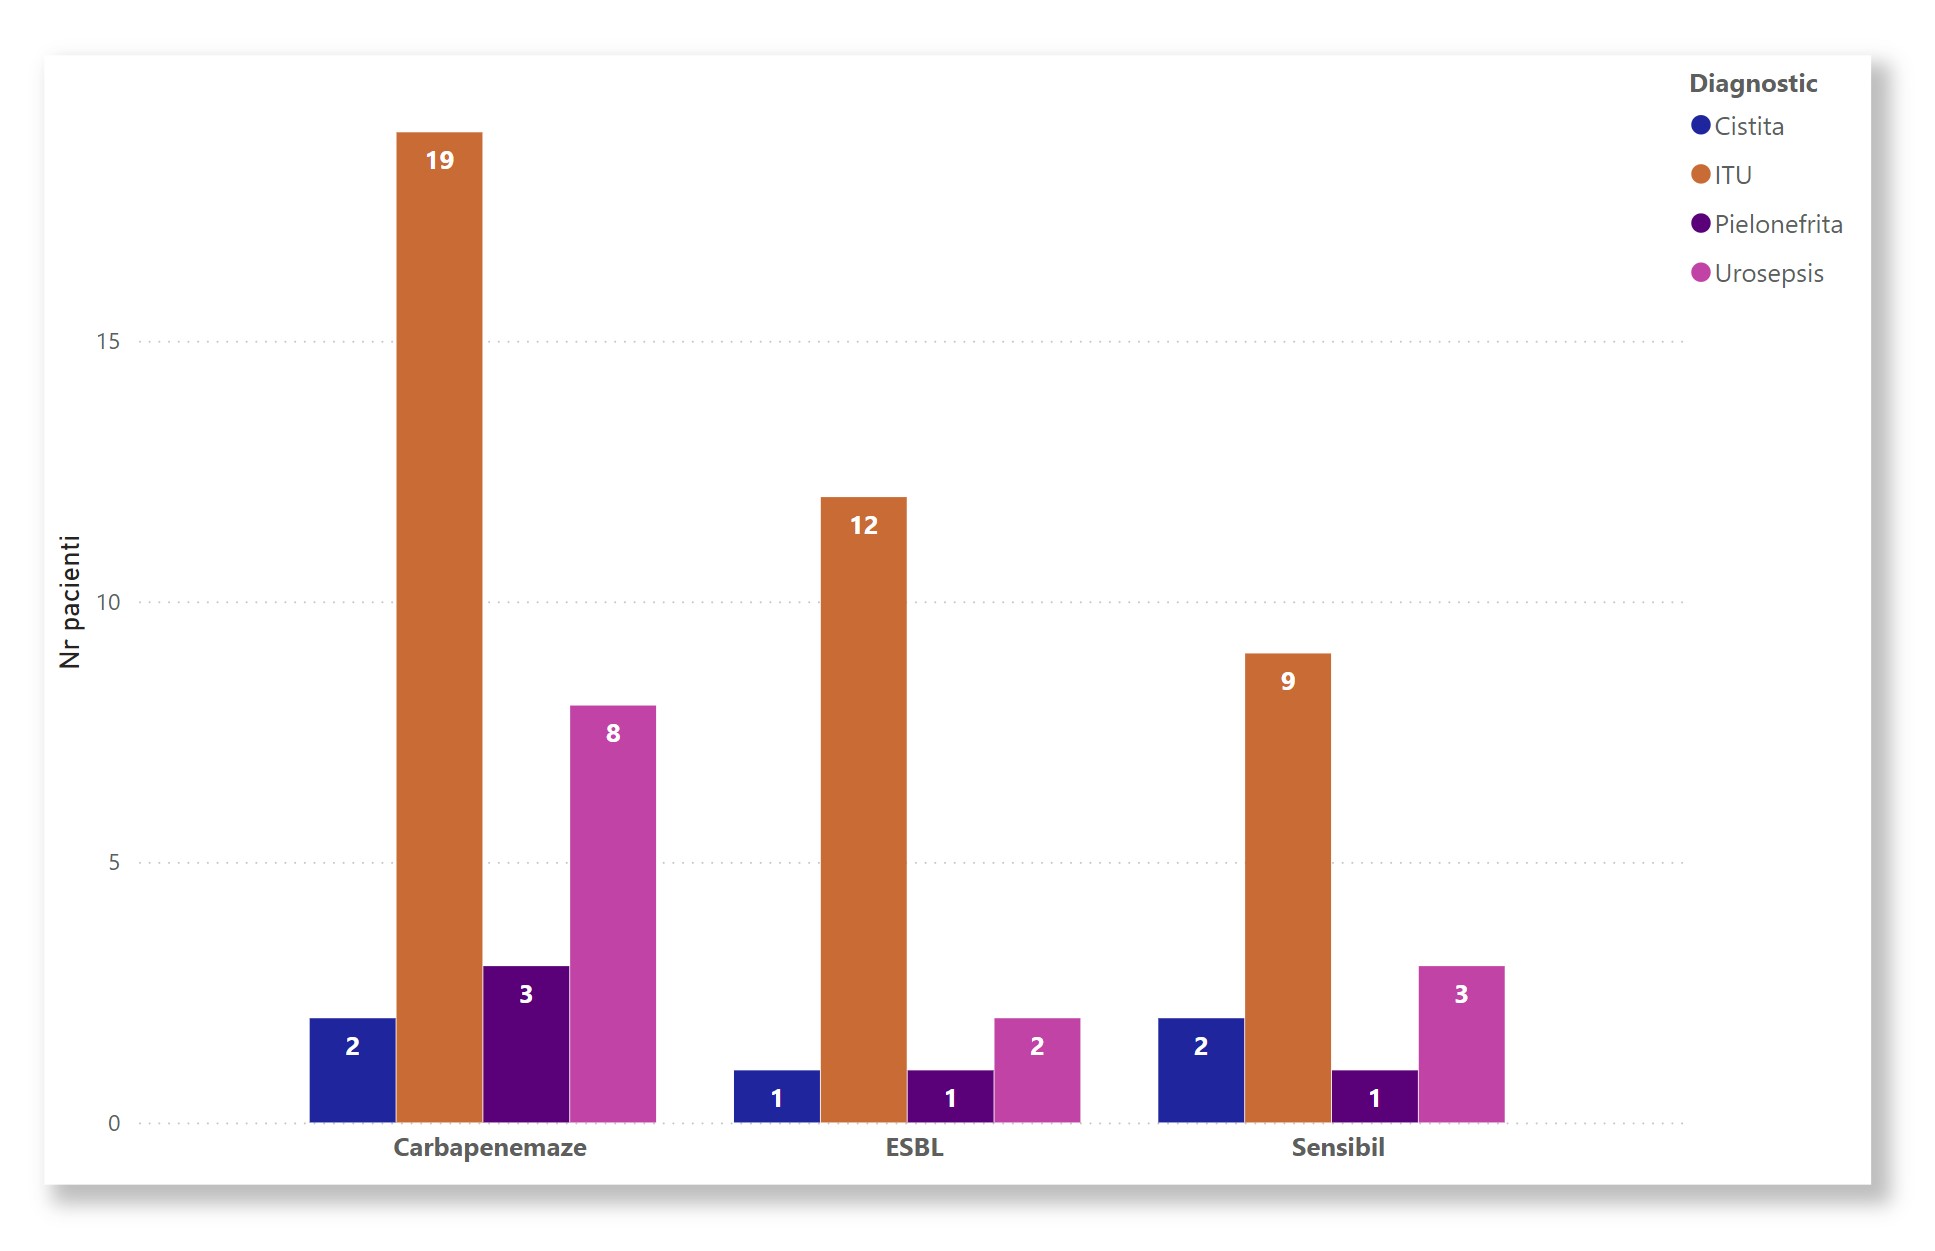 Diagnostic
Cistita
ITU
Pielonefrita
Urosepsis
Nr pacienti
15
10
5
0
2
19
3
8
1
12
1
2
2
9
1
3
Carbapenemaze
ESBL
Sensibil